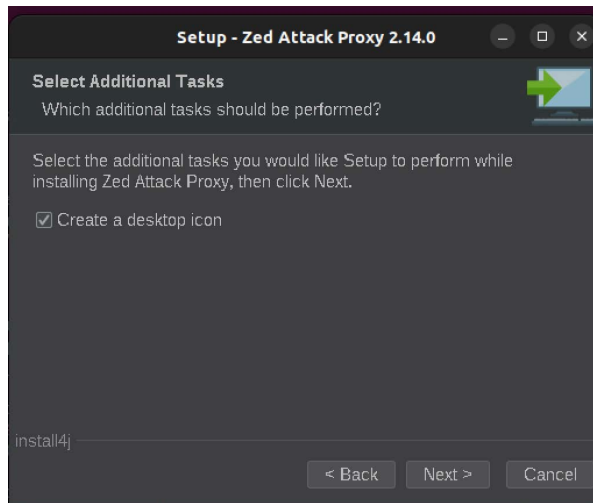 Setup - Zed Attack Proxy 2.14.0
Select Additional Tasks
Which additional tasks should be performed?
Select the additional tasks you would like Setup to perform while
installing Zed Attack Proxy, then click Next.
Create a desktop icon
install4j
< Back Next > Cancel